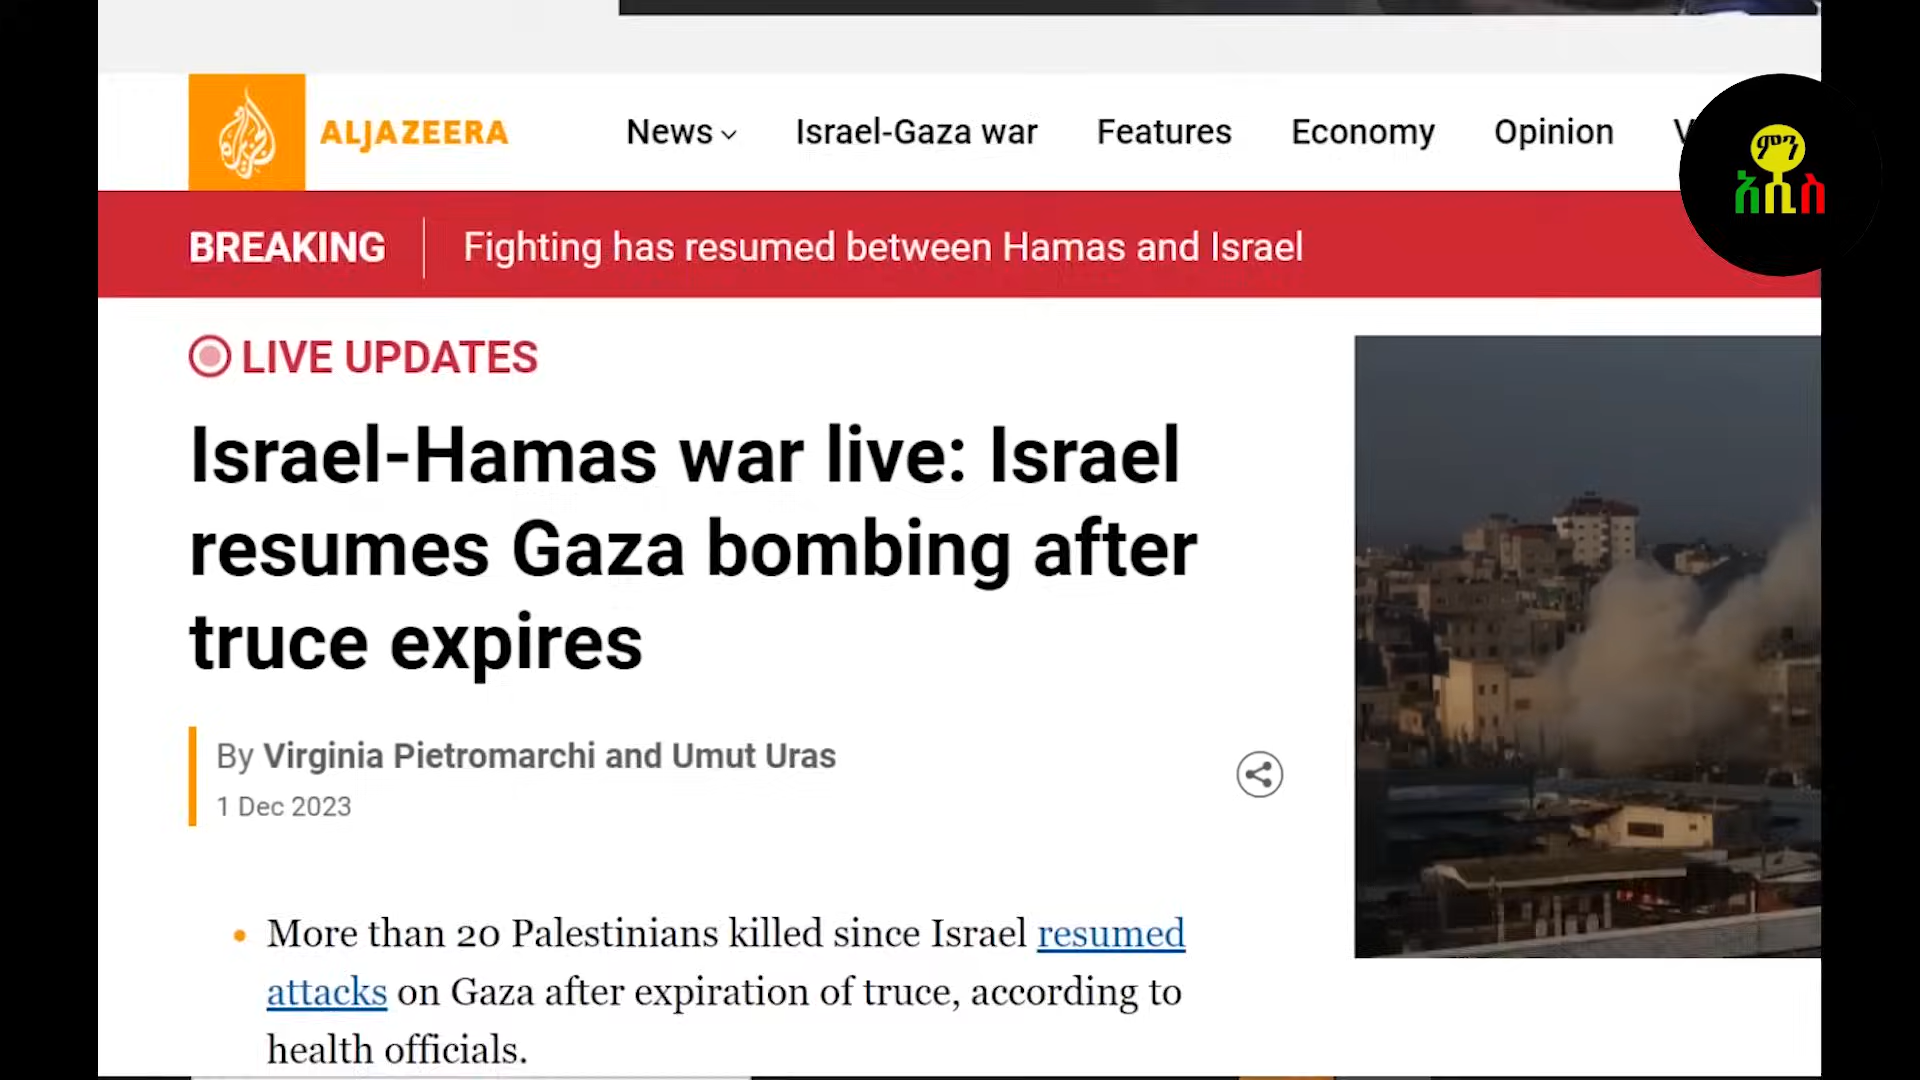 ALJAZEERA
News
Israel-Gaza war
Features
Economy
Opinion
ምን
አዲስ
BREAKING
Fighting has resumed between Hamas and Israel
LIVE UPDATES
Israel-Hamas war live: Israel
resumes Gaza bombing after
truce expires
By Virginia Pietromarchi and Umut Uras
1 Dec 2023
More than 20 Palestinians killed since Israel resumed
attacks on Gaza after expiration of truce, according to
health officials.